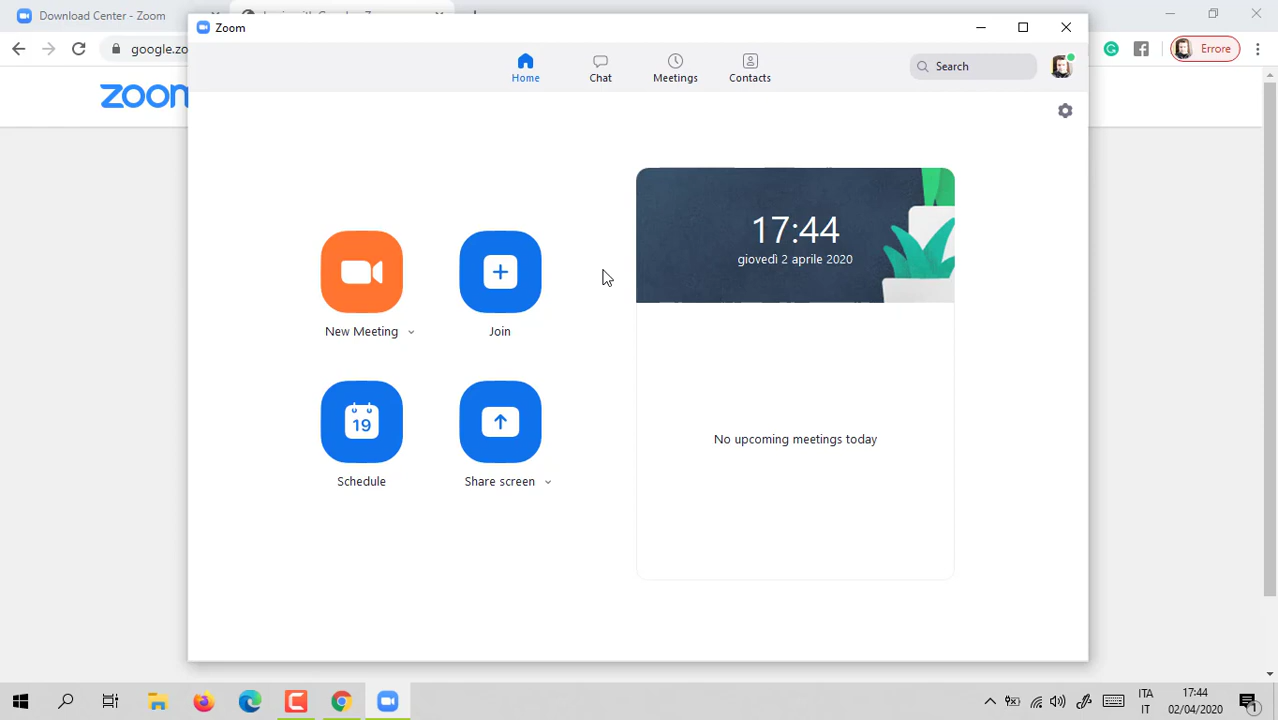 Download Center - Zoom
google.zo
Errore
zoom
Zoom
Home
Chat
Meetings
Contacts
Search
17:44
giovedì 2 aprile 2020
New Meeting
Join
19
Schedule
Share screen
No upcoming meetings today
ITA
IT
17:44
02/04/2020
1